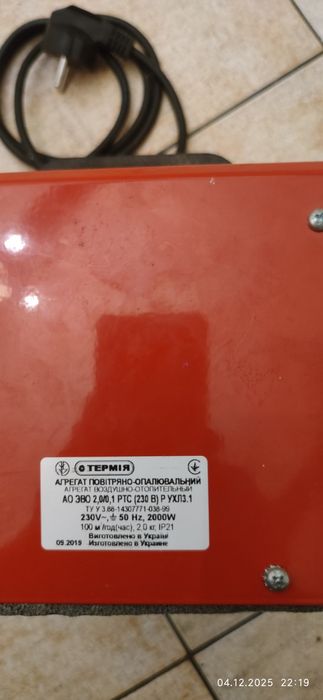 ТЕРМІЯ
АГРЕГАТ ПОВІТРЯНО-ОПАЛЮВАЛЬНИЙ
АГРЕГАТ ВОЗДУШНО-ОТОПИТЕЛЬНЫЙ
АО ЭВО 2,0/0,1 РТС (230 В) Р УХЛ3.1
ТУ У 3.68-14307771-038-99
230V~, 50 Hz, 2000W
100 м³/год(час), 2,0 кг, IP21
Виготовлено в Україні
09.2019 Изготовлено в Украине
04.12.2025 22:19